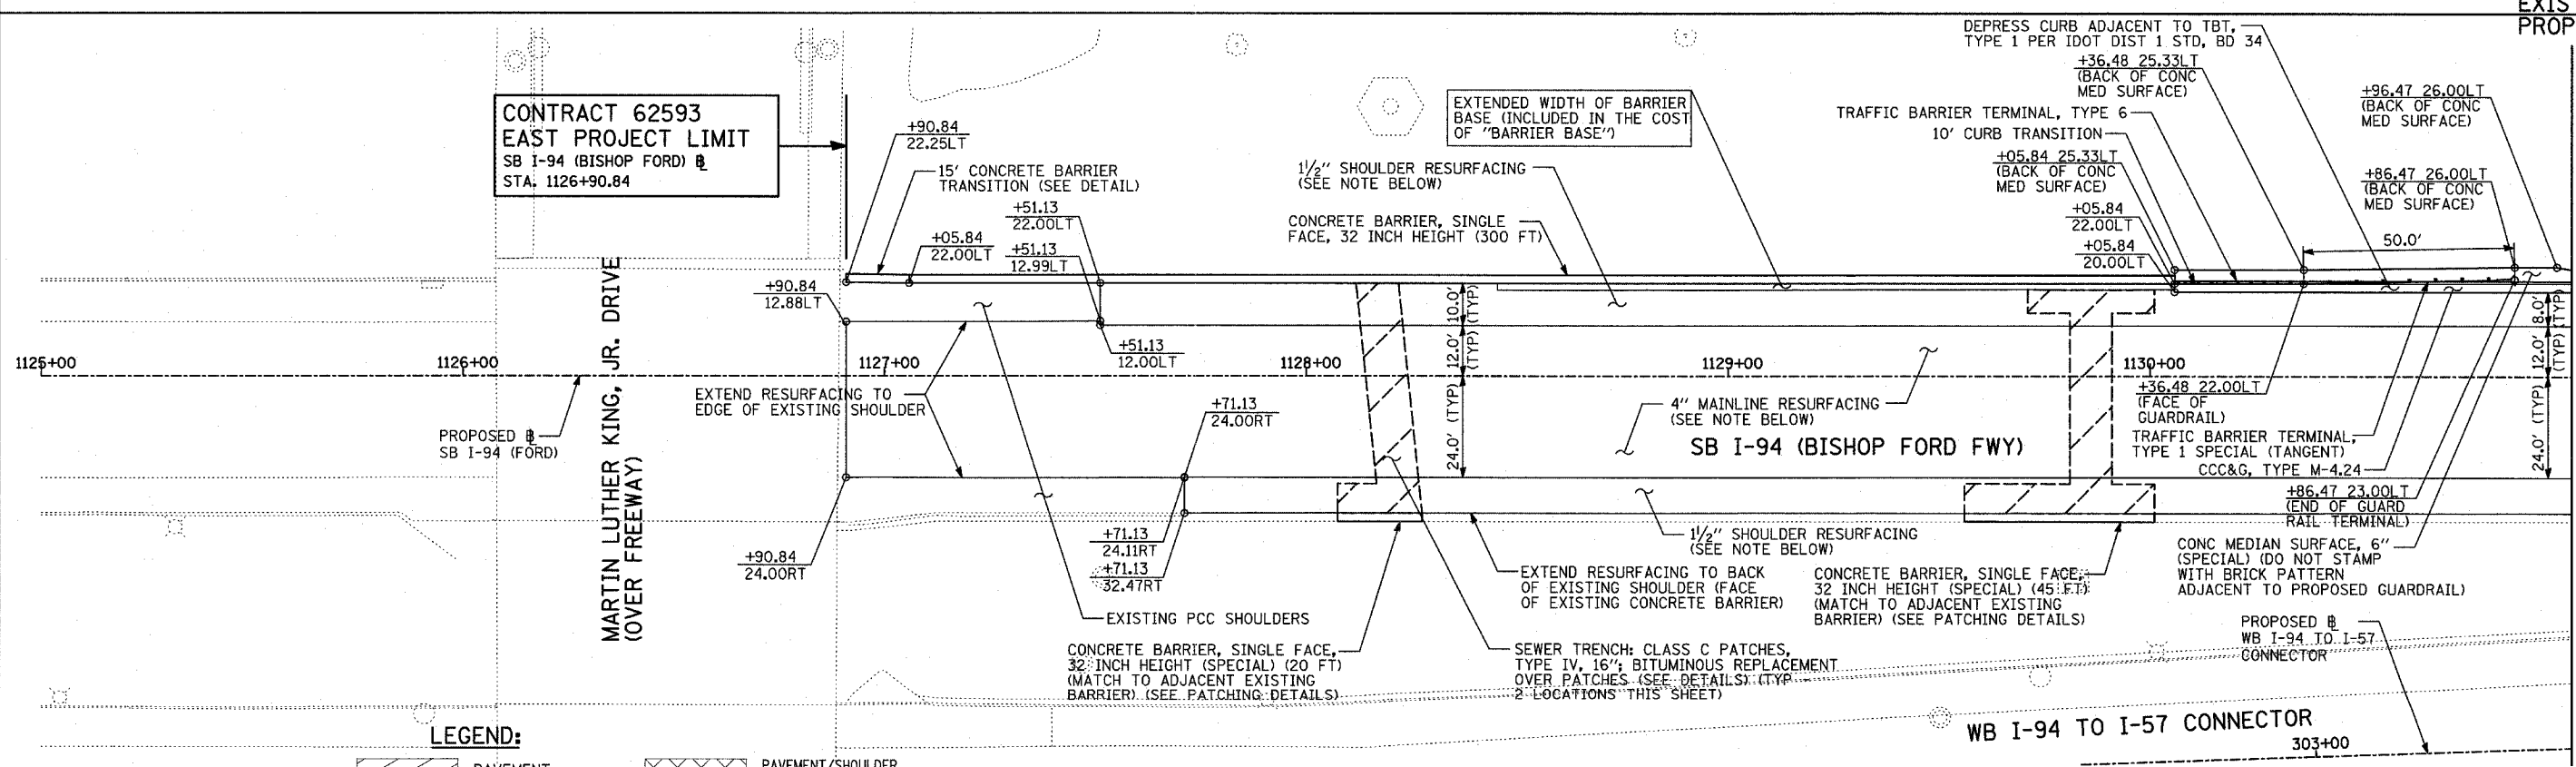 EXIS
PROP
DEPRESS CURB ADJACENT TO TBT,
TYPE 1 PER IDOT DIST 1 STD, BD 34
+36.48 25.33LT
(BACK OF CONC
MED SURFACE)
+96.47 26.00LT
(BACK OF CONC
MED SURFACE)
CONTRACT 62593
EAST PROJECT LIMIT
SB I-94 (BISHOP FORD) BL
STA. 1126+90.84
EXTENDED WIDTH OF BARRIER
BASE (INCLUDED IN THE COST
OF "BARRIER BASE")
TRAFFIC BARRIER TERMINAL, TYPE 6
10' CURB TRANSITION
+90.84
22.25LT
15' CONCRETE BARRIER
TRANSITION (SEE DETAIL)
1 1/2" SHOULDER RESURFACING
(SEE NOTE BELOW)
+05.84 25.33LT
(BACK OF CONC
MED SURFACE)
+86.47 26.00LT
(BACK OF CONC
MED SURFACE)
+51.13
22.00LT
+05.84
22.00LT
+51.13
12.99LT
CONCRETE BARRIER, SINGLE
FACE, 32 INCH HEIGHT (300 FT)
+05.84
22.00LT
+05.84
20.00LT
50.0'
+90.84
12.88LT
10.0'
(TYP)
12.0'
(TYP)
24.0' (TYP)
8.0'
(TYP)
12.0'
(TYP)
24.0' (TYP)
+51.13
12.00LT
1125+00
1126+00
1127+00
1128+00
1129+00
1130+00
MARTIN LUTHER KING, JR. DRIVE
(OVER FREEWAY)
EXTEND RESURFACING TO
EDGE OF EXISTING SHOULDER
PROPOSED BL
SB I-94 (FORD)
+71.13
24.00RT
4" MAINLINE RESURFACING
(SEE NOTE BELOW)
SB I-94 (BISHOP FORD FWY)
+36.48 22.00LT
(FACE OF
GUARDRAIL)
TRAFFIC BARRIER TERMINAL,
TYPE 1 SPECIAL (TANGENT)
CCC&G, TYPE M-4.24
+86.47 23.00LT
(END OF GUARD
RAIL TERMINAL)
+90.84
24.00RT
+71.13
24.11RT
+71.13
32.47RT
1 1/2" SHOULDER RESURFACING
(SEE NOTE BELOW)
EXTEND RESURFACING TO BACK
OF EXISTING SHOULDER (FACE
OF EXISTING CONCRETE BARRIER)
CONCRETE BARRIER, SINGLE FACE,
32 INCH HEIGHT (SPECIAL) (45 FT)
(MATCH TO ADJACENT EXISTING
BARRIER) (SEE PATCHING DETAILS)
CONC MEDIAN SURFACE, 6"
(SPECIAL) (DO NOT STAMP
WITH BRICK PATTERN
ADJACENT TO PROPOSED GUARDRAIL)
EXISTING PCC SHOULDERS
CONCRETE BARRIER, SINGLE FACE,
32 INCH HEIGHT (SPECIAL) (20 FT)
(MATCH TO ADJACENT EXISTING
BARRIER) (SEE PATCHING DETAILS)
SEWER TRENCH: CLASS C PATCHES,
TYPE IV, 16"; BITUMINOUS REPLACEMENT
OVER PATCHES (SEE DETAILS) (TYP
2 LOCATIONS THIS SHEET)
PROPOSED BL
WB I-94 TO I-57
CONNECTOR
WB I-94 TO I-57 CONNECTOR
303+00
LEGEND:
PAVEMENT
PAVEMENT/SHOULDER